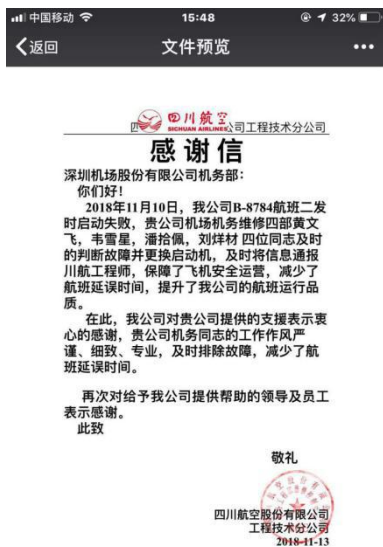 中国移动 15:48 32%
返回 文件预览
四川航空
SICHUAN AIRLINES
公司工程技术分公司
感谢信
深圳机场股份有限公司机务部：
你们好！
2018年11月10日，我公司B-8784航班二发
时启动失败，贵公司机场机务维修四部黄文
飞，韦雪星，潘拾佩，刘烊材 四位同志及时
的判断故障并更换启动机，及时将信息通报
川航工程师，保障了飞机安全运营，减少了
航班延误时间，提升了我公司的航班运行品
质。
在此，我公司对贵公司提供的支援表示衷
心的感谢，贵公司机务同志的工作作风严
谨、细致、专业，及时排除故障，减少了航
班延误时间。
再次对给予我公司提供帮助的领导及员工
表示感谢。
此致
敬礼
四川航空股份有限公司
工程技术分公司
2018-11-13